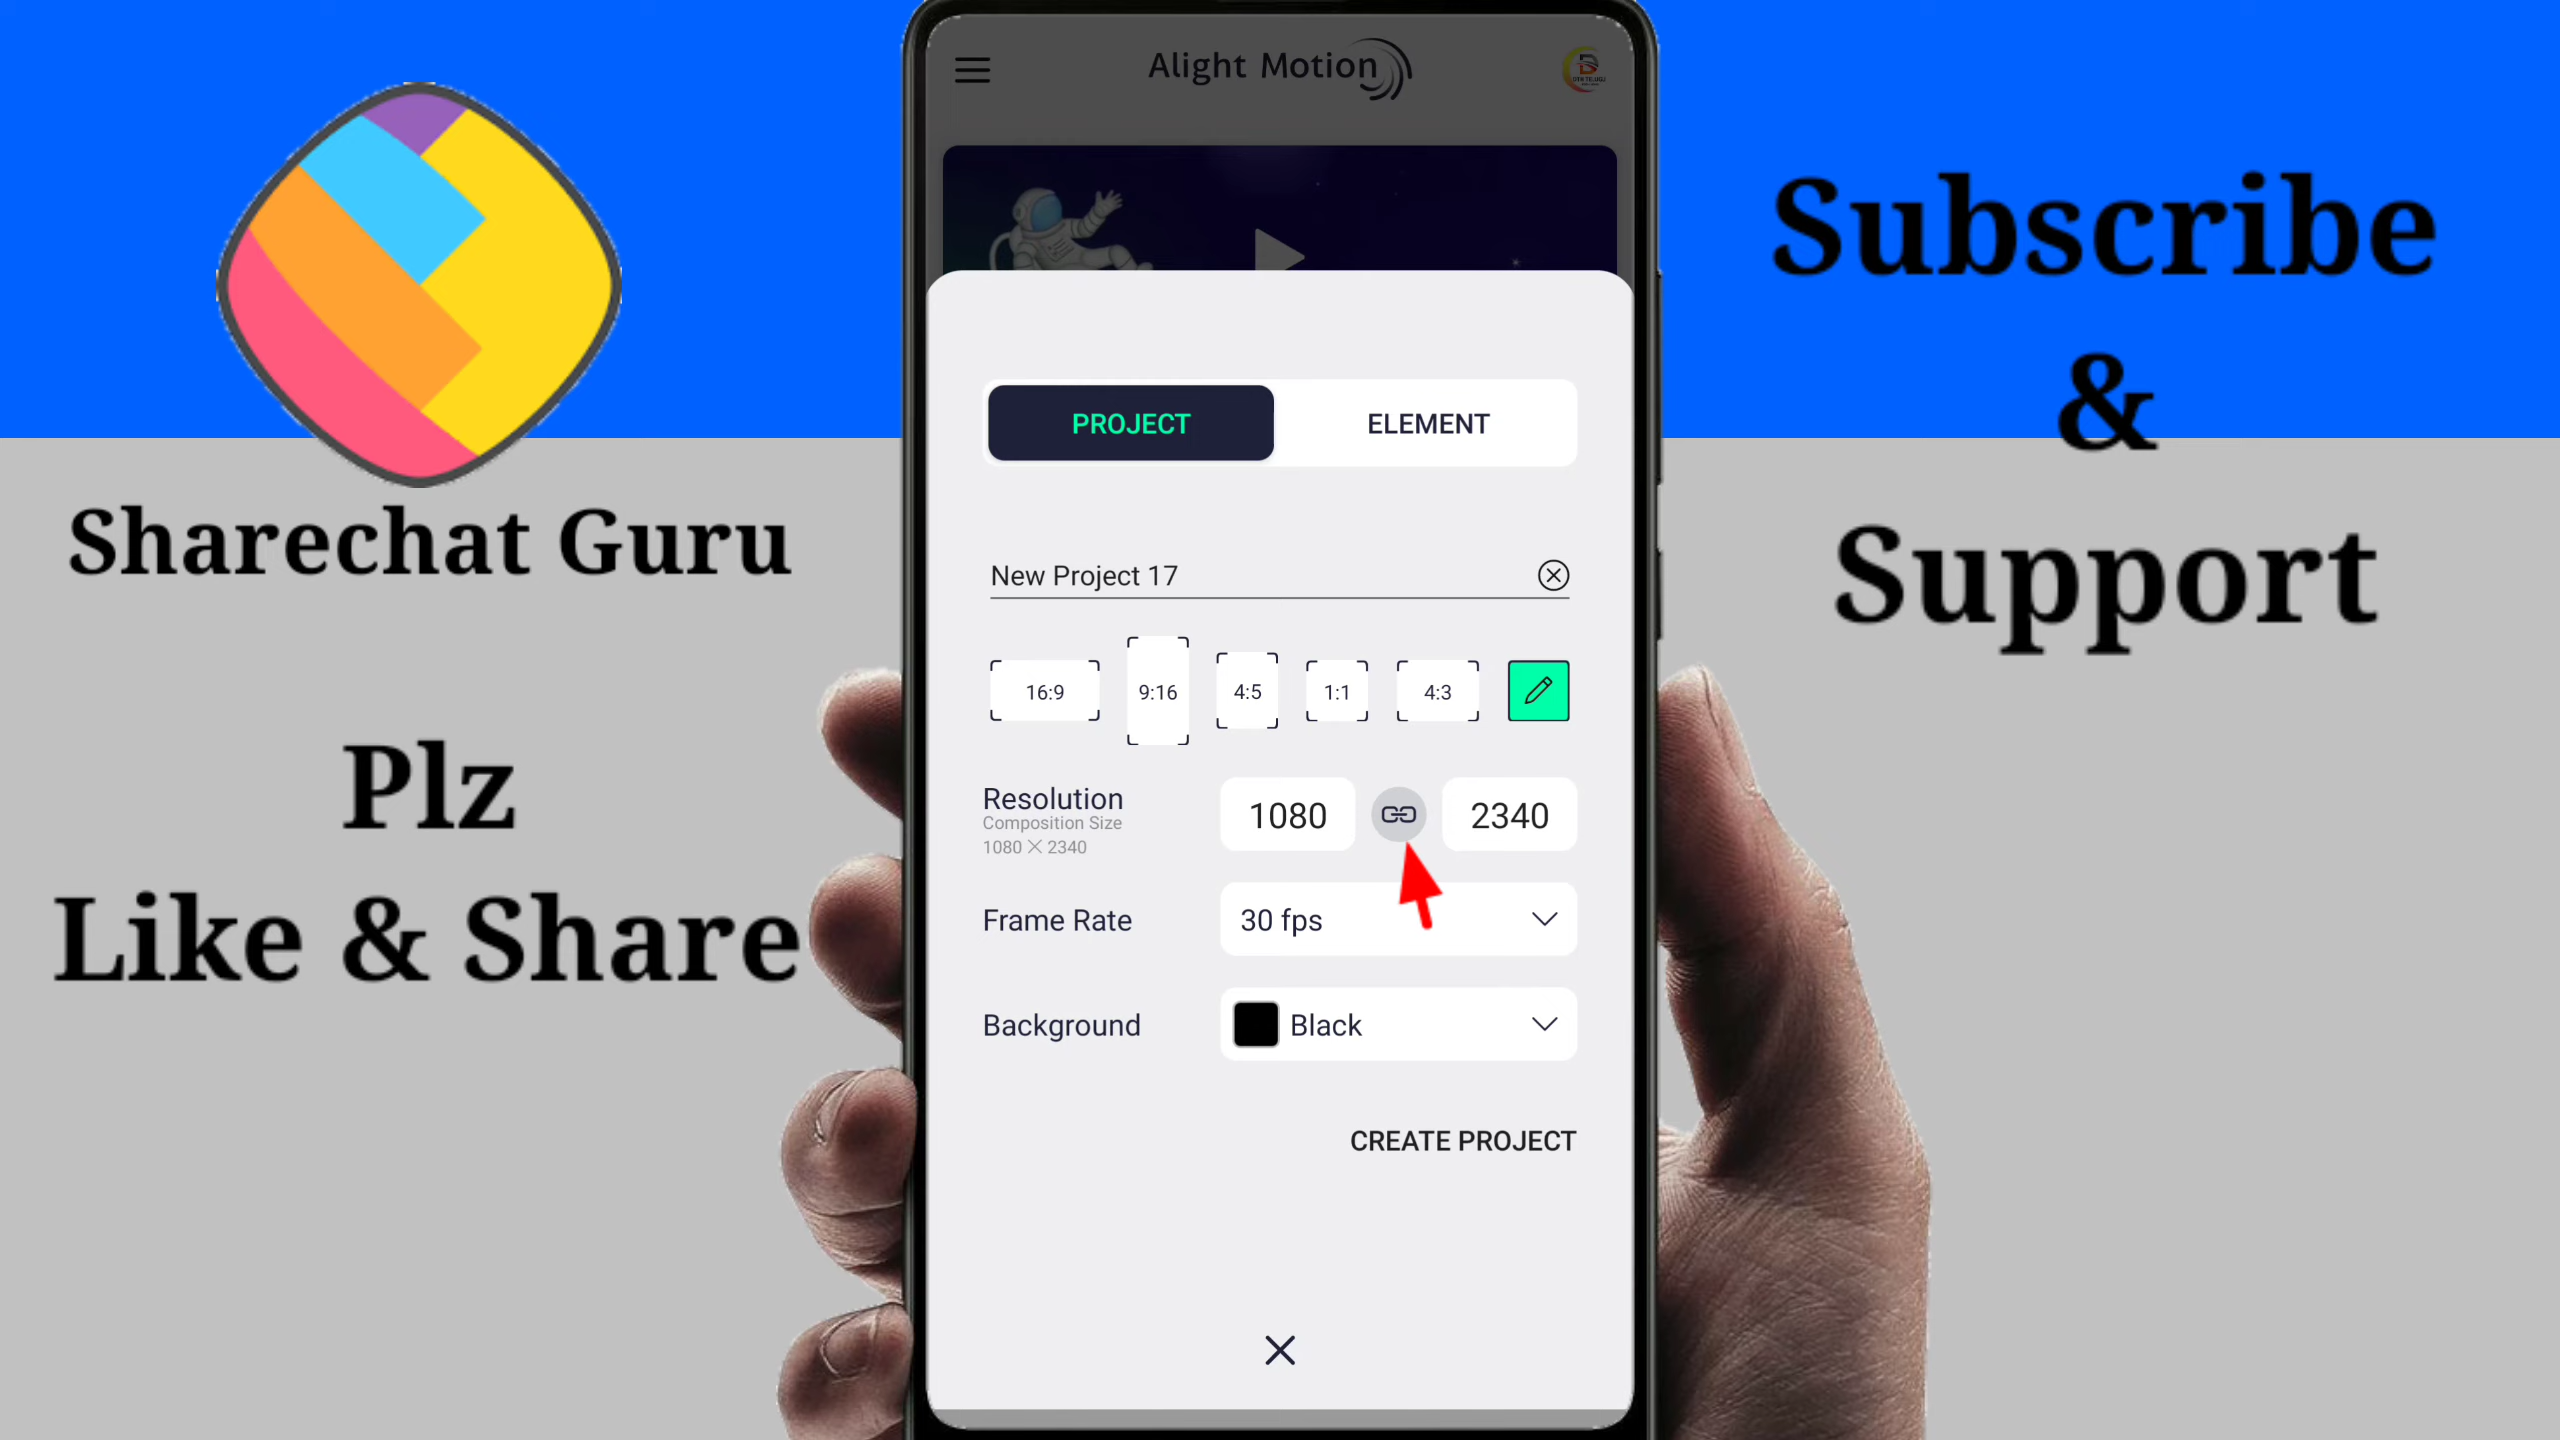 Alight Motion
Sharechat Guru
Plz
Like & Share
Subscribe
&
Support
PROJECT
ELEMENT
New Project 17
16:9
9:16
4:5
1:1
4:3
Resolution
Composition Size
1080 × 2340
1080
2340
Frame Rate
30 fps
Background
Black
CREATE PROJECT